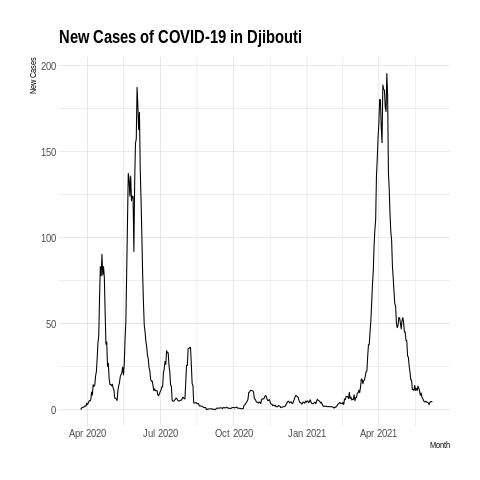 New Cases of COVID-19 in Djibouti
New Cases
200
150
100
50
0
Apr 2020
Jul 2020
Oct 2020
Jan 2021
Apr 2021
Month